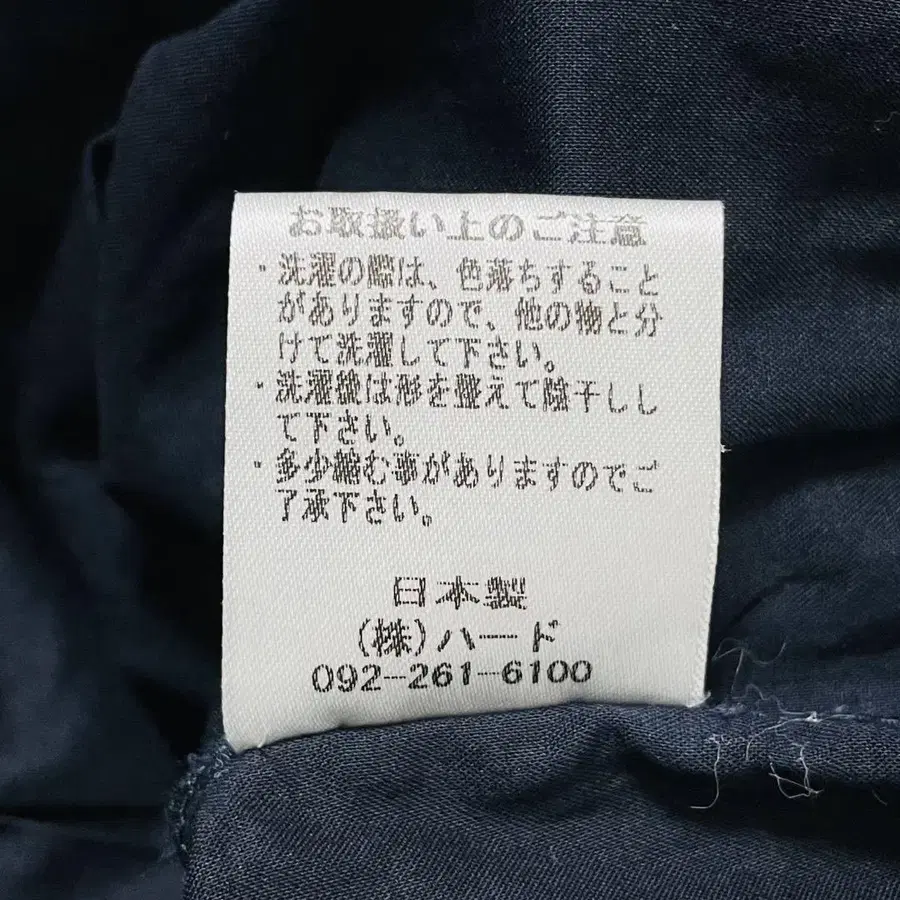 お取扱い上のご注意
・洗濯の際は、色落ちすること
がありますので、他の物と分
けて洗濯して下さい。
・洗濯後は形を整えて陰干しし
て下さい。
・多少縮む事がありますのでご
了承下さい。
日本製
(株)ハード
092-261-6100